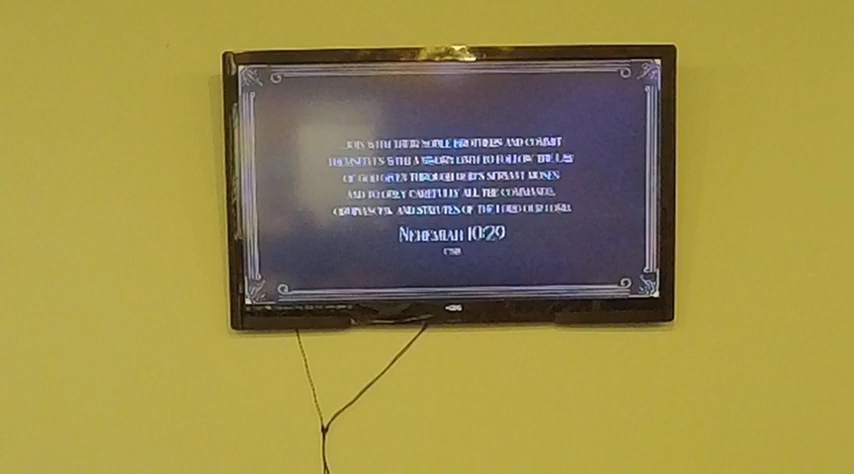 JOIN WITH THEIR NOBLE BROTHERS AND COMMIT
THEMSELVES WITH A SWORN OATH TO FOLLOW THE LAW
OF GOD GIVEN THROUGH GOD'S SERVANT MOSES
AND TO OBEY CAREFULLY ALL THE COMMANDS,
ORDINANCES, AND STATUTES OF THE LORD OUR LORD.
NEHEMIAH 10:29
CSB